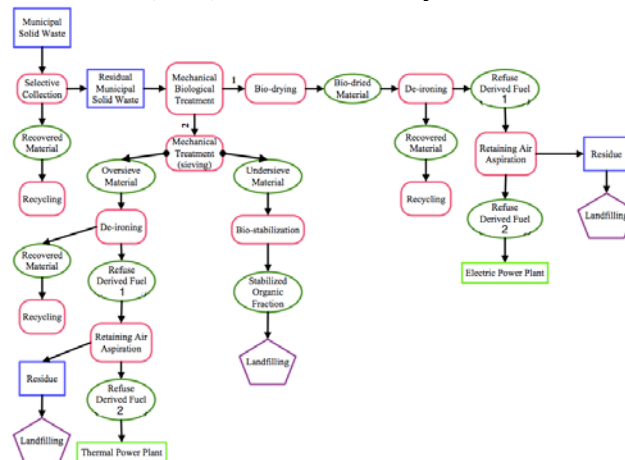 Municipal
Solid Waste
Selective
Collection
Residual
Municipal
Solid Waste
Mechanical
Biological
Treatment
1
Bio-drying
Bio-dried
Material
De-ironing
Refuse
Derived Fuel
1
2
Recovered
Material
Mechanical
Treatment
(sieving)
Recovered
Material
Retaining Air
Aspiration
Residue
Oversieve
Material
Undersieve
Material
Recycling
Recycling
Refuse
Derived Fuel
2
Landfilling
De-ironing
Bio-stabilization
Recovered
Material
Refuse
Derived Fuel
1
Stabilized
Organic
Fraction
Electric Power Plant
Recycling
Retaining Air
Aspiration
Landfilling
Residue
Refuse
Derived Fuel
2
Landfilling
Thermal Power Plant